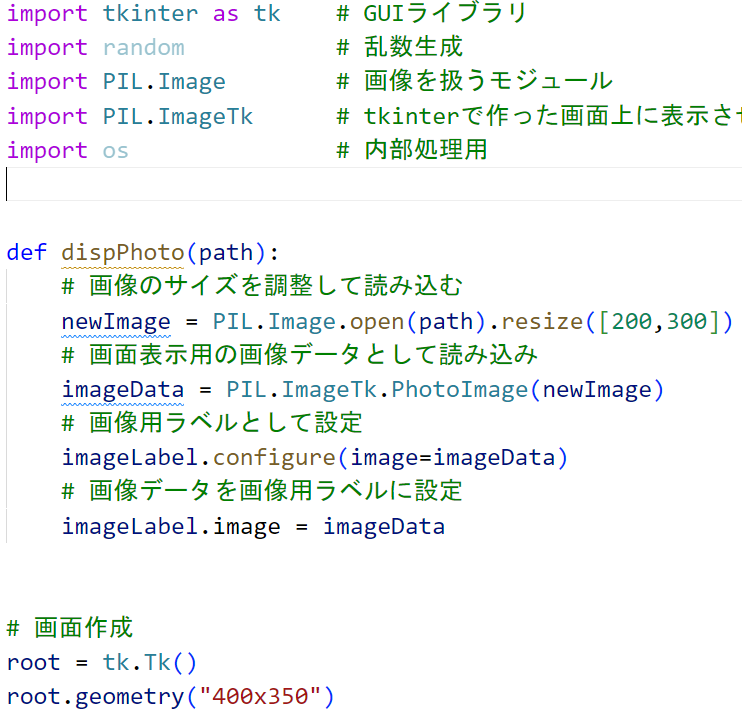 import tkinter as tk    # GUIライブラリ
import random           # 乱数生成
import PIL.Image        # 画像を扱うモジュール
import PIL.ImageTk      # tkinterで作った画面上に表示さ
import os               # 内部処理用
def dispPhoto(path):
    # 画像のサイズを調整して読み込む
    newImage = PIL.Image.open(path).resize([200,300])
    # 画面表示用の画像データとして読み込み
    imageData = PIL.ImageTk.PhotoImage(newImage)
    # 画像用ラベルとして設定
    imageLabel.configure(image=imageData)
    # 画像データを画像用ラベルに設定
    imageLabel.image = imageData
# 画面作成
root = tk.Tk()
root.geometry("400x350")